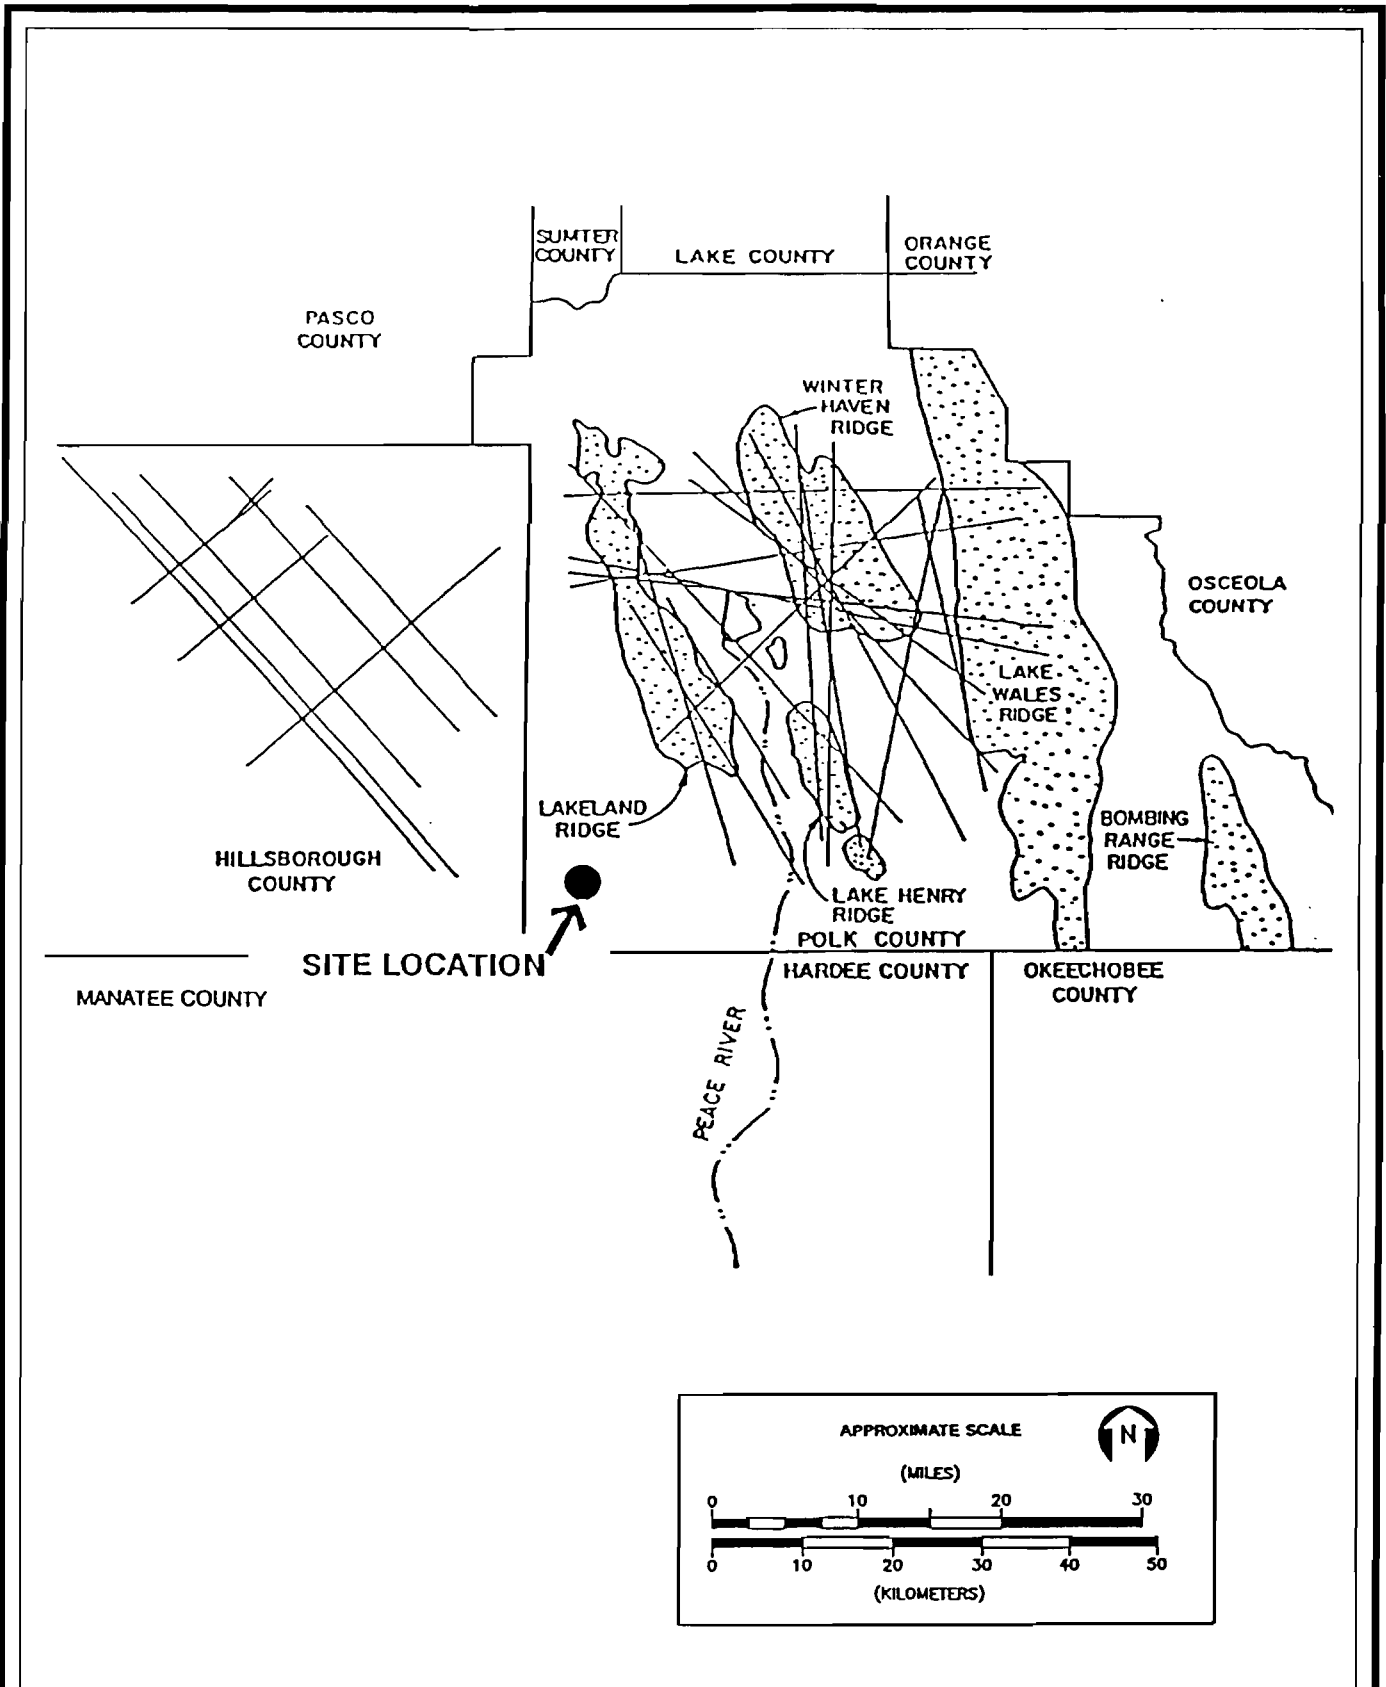 SUMTER
COUNTY
LAKE COUNTY
ORANGE
COUNTY
PASCO
COUNTY
WINTER
HAVEN
RIDGE
OSCEOLA
COUNTY
LAKE
WALES
RIDGE
LAKELAND
RIDGE
BOMBING
RANGE
RIDGE
HILLSBOROUGH
COUNTY
LAKE HENRY
RIDGE
POLK COUNTY
SITE LOCATION
HARDEE COUNTY
OKEECHOBEE
COUNTY
MANATEE COUNTY
PEACE RIVER
APPROXIMATE SCALE
N
(MILES)
0 10 20 30
0 10 20 30 40 50
(KILOMETERS)